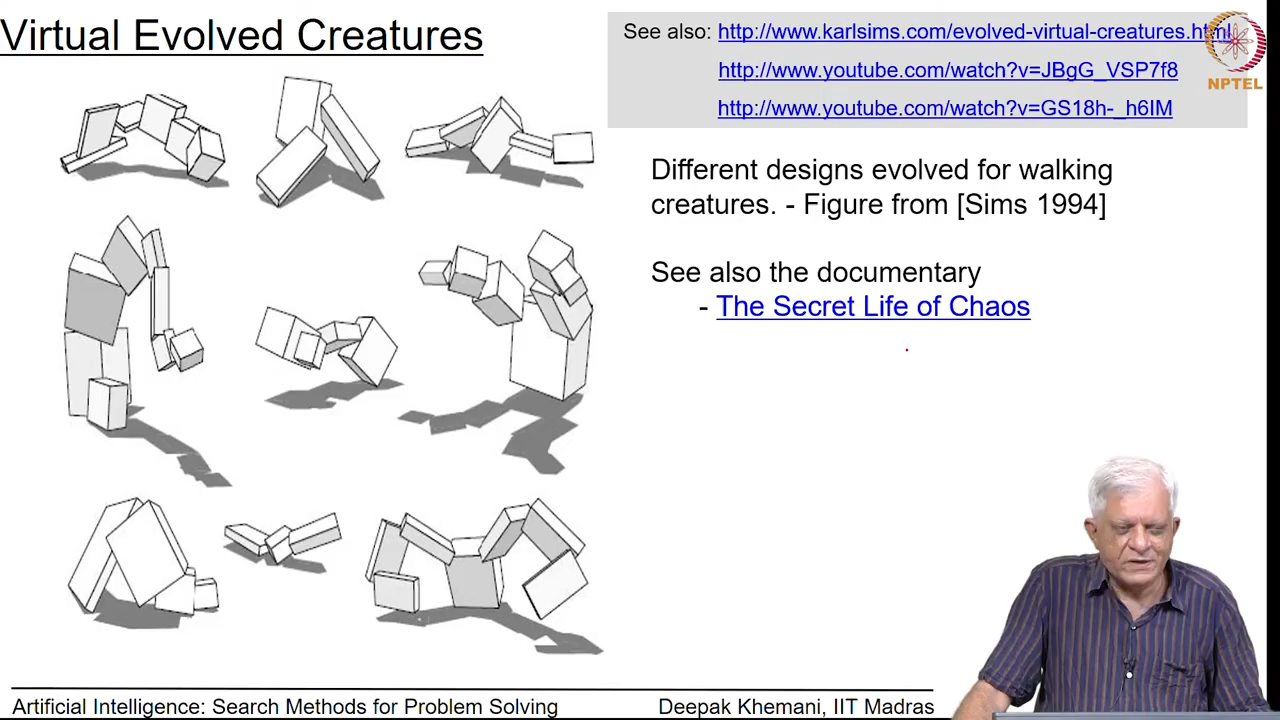 Virtual Evolved Creatures
See also: http://www.karlsims.com/evolved-virtual-creatures.html
http://www.youtube.com/watch?v=JBgG_VSP7f8
http://www.youtube.com/watch?v=GS18h-_h6IM
NPTEL
Different designs evolved for walking
creatures. - Figure from [Sims 1994]
See also the documentary
- The Secret Life of Chaos
Artificial Intelligence: Search Methods for Problem Solving
Deepak Khemani, IIT Madras